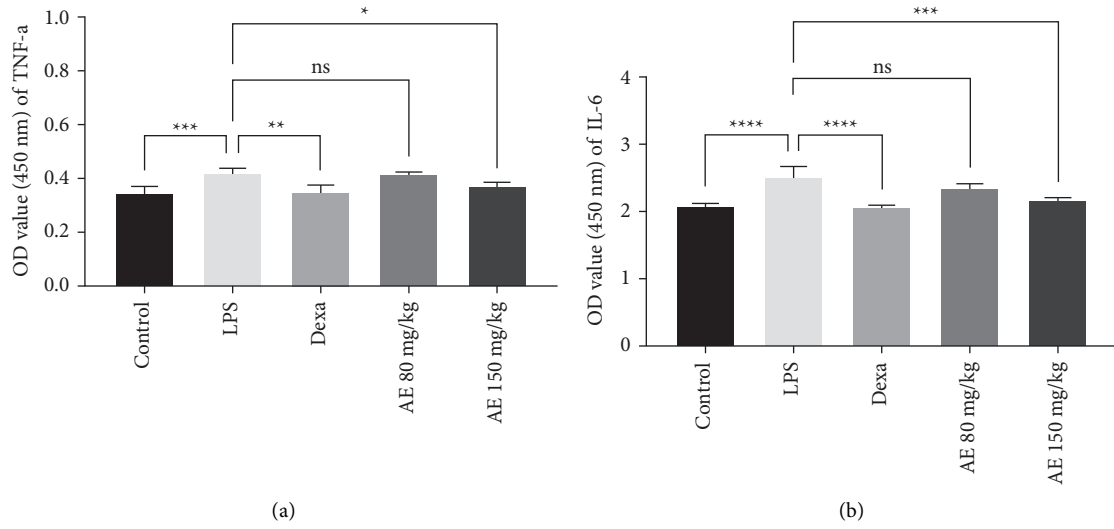 OD value (450 nm) of TNF-a
1.0
0.8
0.6
0.4
0.2
0.0
*
ns
***
**
Control
LPS
Dexa
AE 80 mg/kg
AE 150 mg/kg
(a)
OD value (450 nm) of IL-6
4
3
2
1
0
***
ns
****
****
Control
LPS
Dexa
AE 80 mg/kg
AE 150 mg/kg
(b)